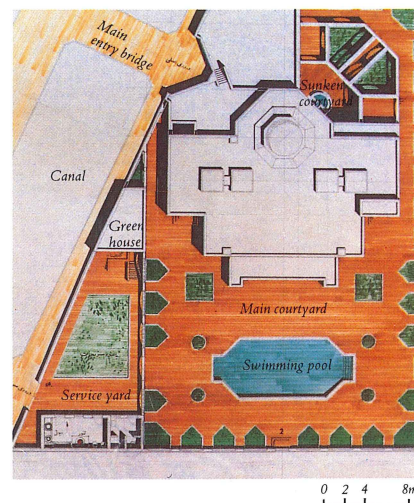 Main
entry bridge
Sunken
courtyard
Canal
Green
house
Main courtyard
Swimming pool
Service yard
2
0 2 4 8m